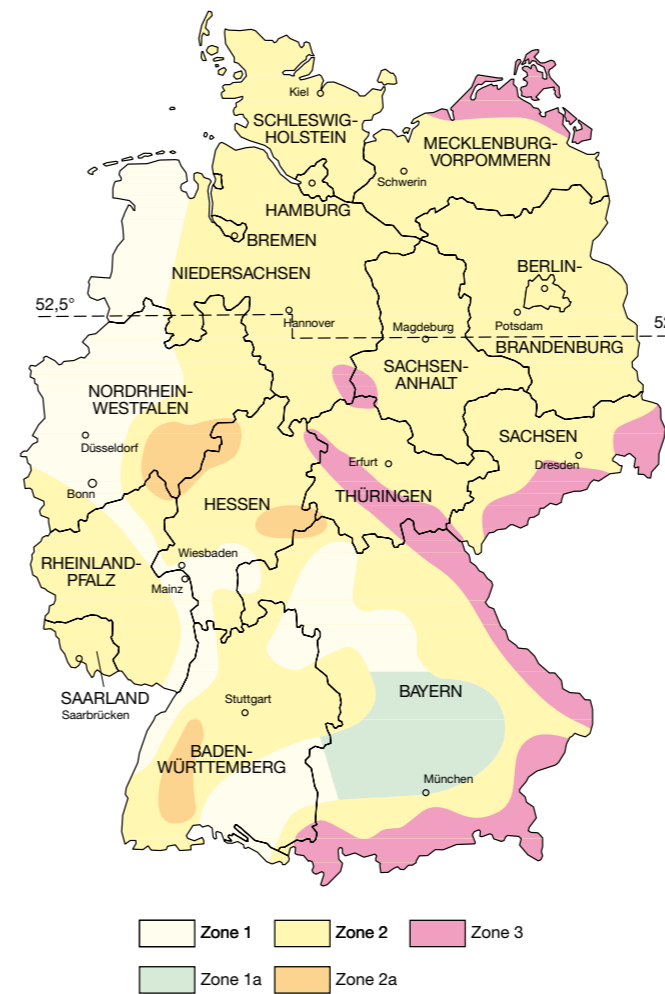 Kiel
SCHLESWIG-
HOLSTEIN
MECKLENBURG-
VORPOMMERN
Schwerin
HAMBURG
BREMEN
NIEDERSACHSEN
BERLIN-
52,5°
52
Hannover
Magdeburg
Potsdam
BRANDENBURG
SACHSEN-
ANHALT
NORDRHEIN-
WESTFALEN
SACHSEN
Düsseldorf
Erfurt
Dresden
Bonn
HESSEN
THÜRINGEN
Wiesbaden
RHEINLAND-
PFALZ
Mainz
SAARLAND
Saarbrücken
BAYERN
Stuttgart
BADEN-
WÜRTTEMBERG
München
Zone 1
Zone 2
Zone 3
Zone 1a
Zone 2a